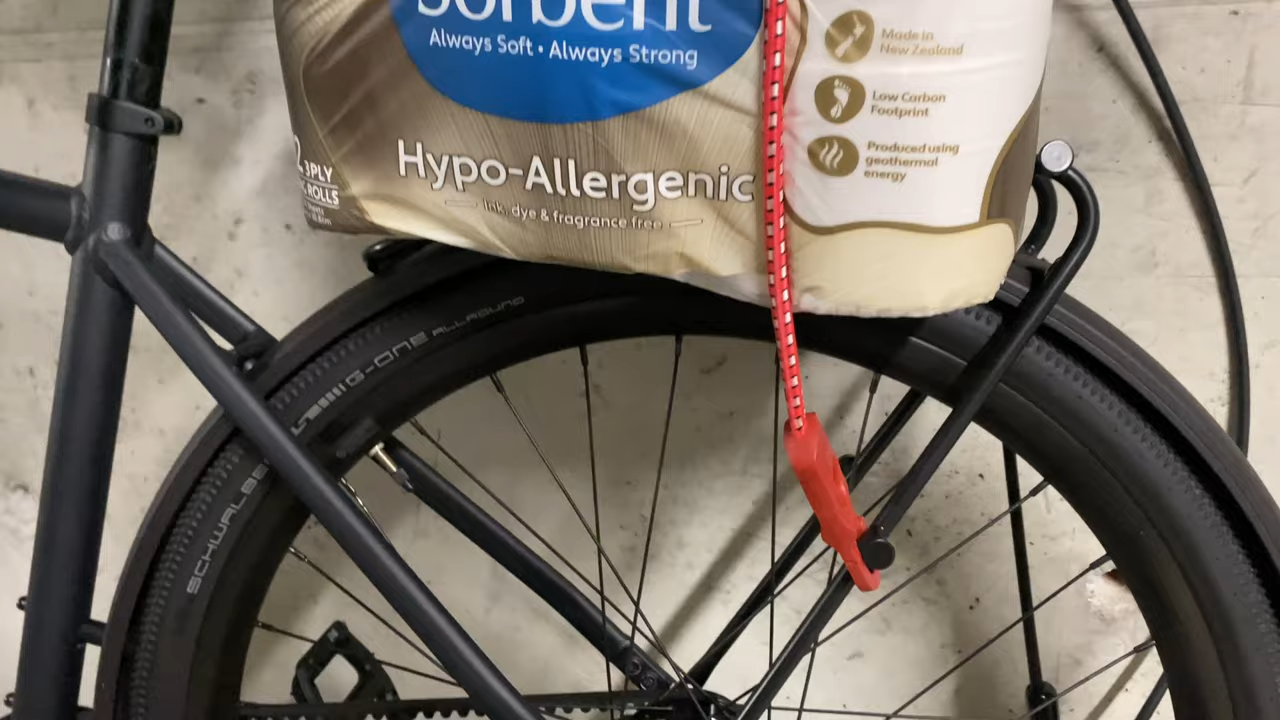 Sorbent
Always Soft • Always Strong
Hypo-Allergenic
Ink, dye & fragrance free
3PLY
ROLLS
Made in
New Zealand
Low Carbon
Footprint
Produced using
geothermal
energy
G-ONE ALLROUND
SCHWALBE